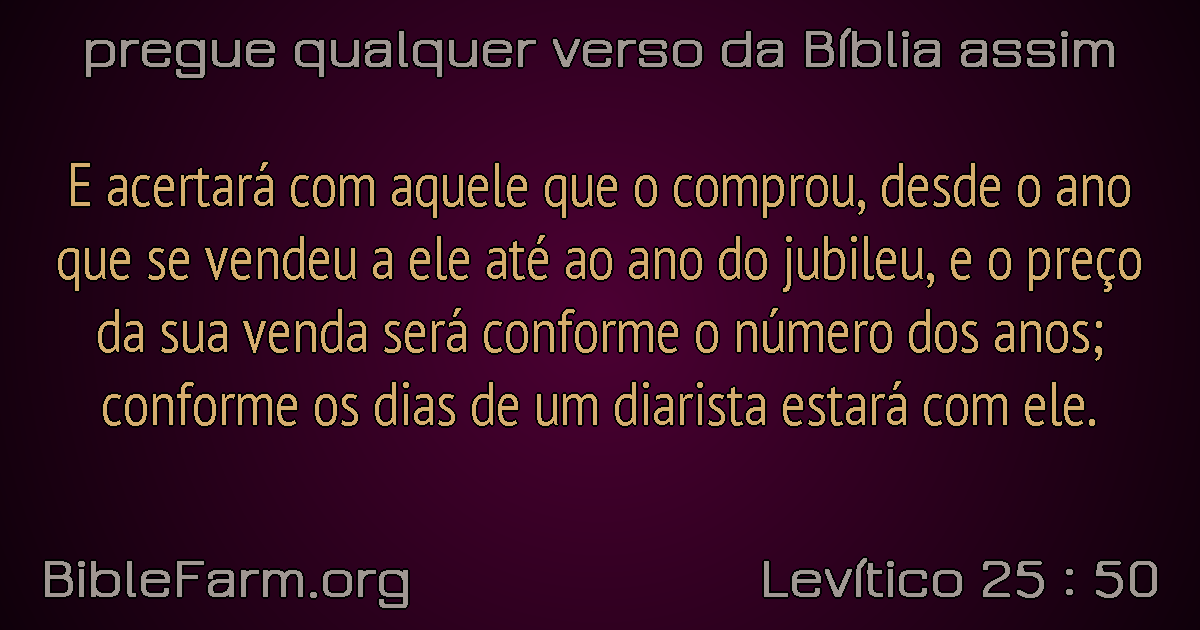 pregue qualquer verso da Bíblia assim
E acertará com aquele que o comprou, desde o ano
que se vendeu a ele até ao ano do jubileu, e o preço
da sua venda será conforme o número dos anos;
conforme os dias de um diarista estará com ele.
BibleFarm.org
Levítico 25 : 50